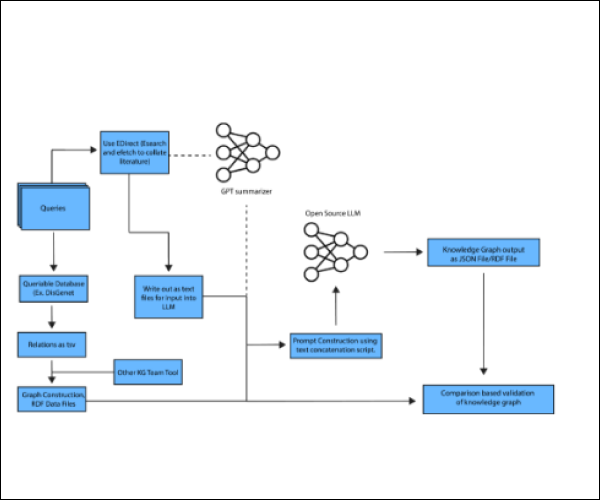 Use EDirect (Esearch
and efetch to collate
literature)
GPT summarizer
Queries
Open Source LLM
Knowledge Graph output
as JSON File/RDF File
Queriable Database
(Ex. DisGenet
Write out as text
files for input into
LLM
Relations as tsv
Prompt Construction using
text concatenation script.
Other KG Team Tool
Graph Construction,
RDF Data Files
Comparison based validation
of knowledge graph